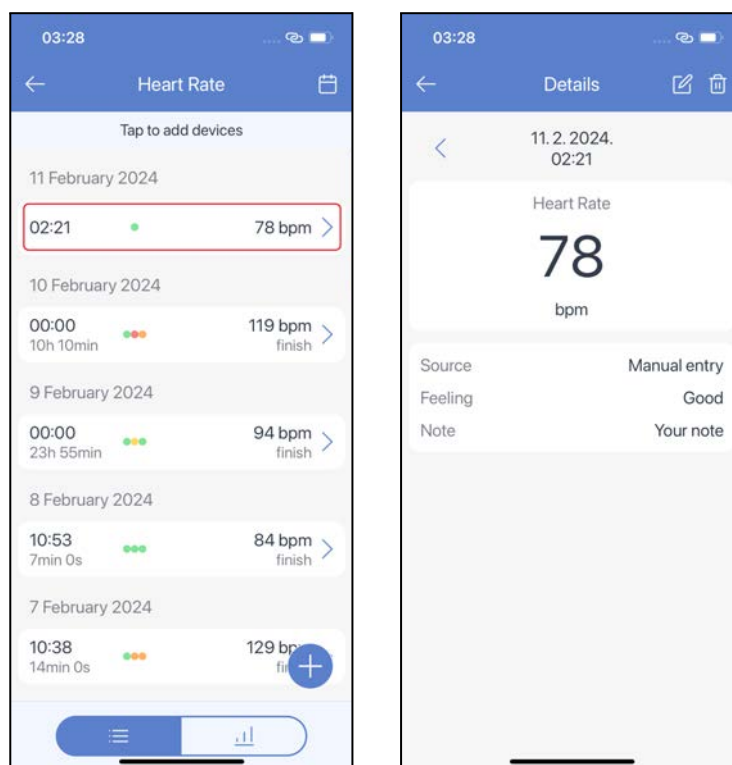 03:28
Heart Rate
Tap to add devices
11 February 2024
02:21 78 bpm
10 February 2024
00:00 119 bpm
10h 10min finish
9 February 2024
00:00 94 bpm
23h 55min finish
8 February 2024
10:53 84 bpm
7min 0s finish
7 February 2024
10:38 129
14min 0s
03:28
Details
11. 2. 2024.
02:21
Heart Rate
78
bpm
Source Manual entry
Feeling Good
Note Your note